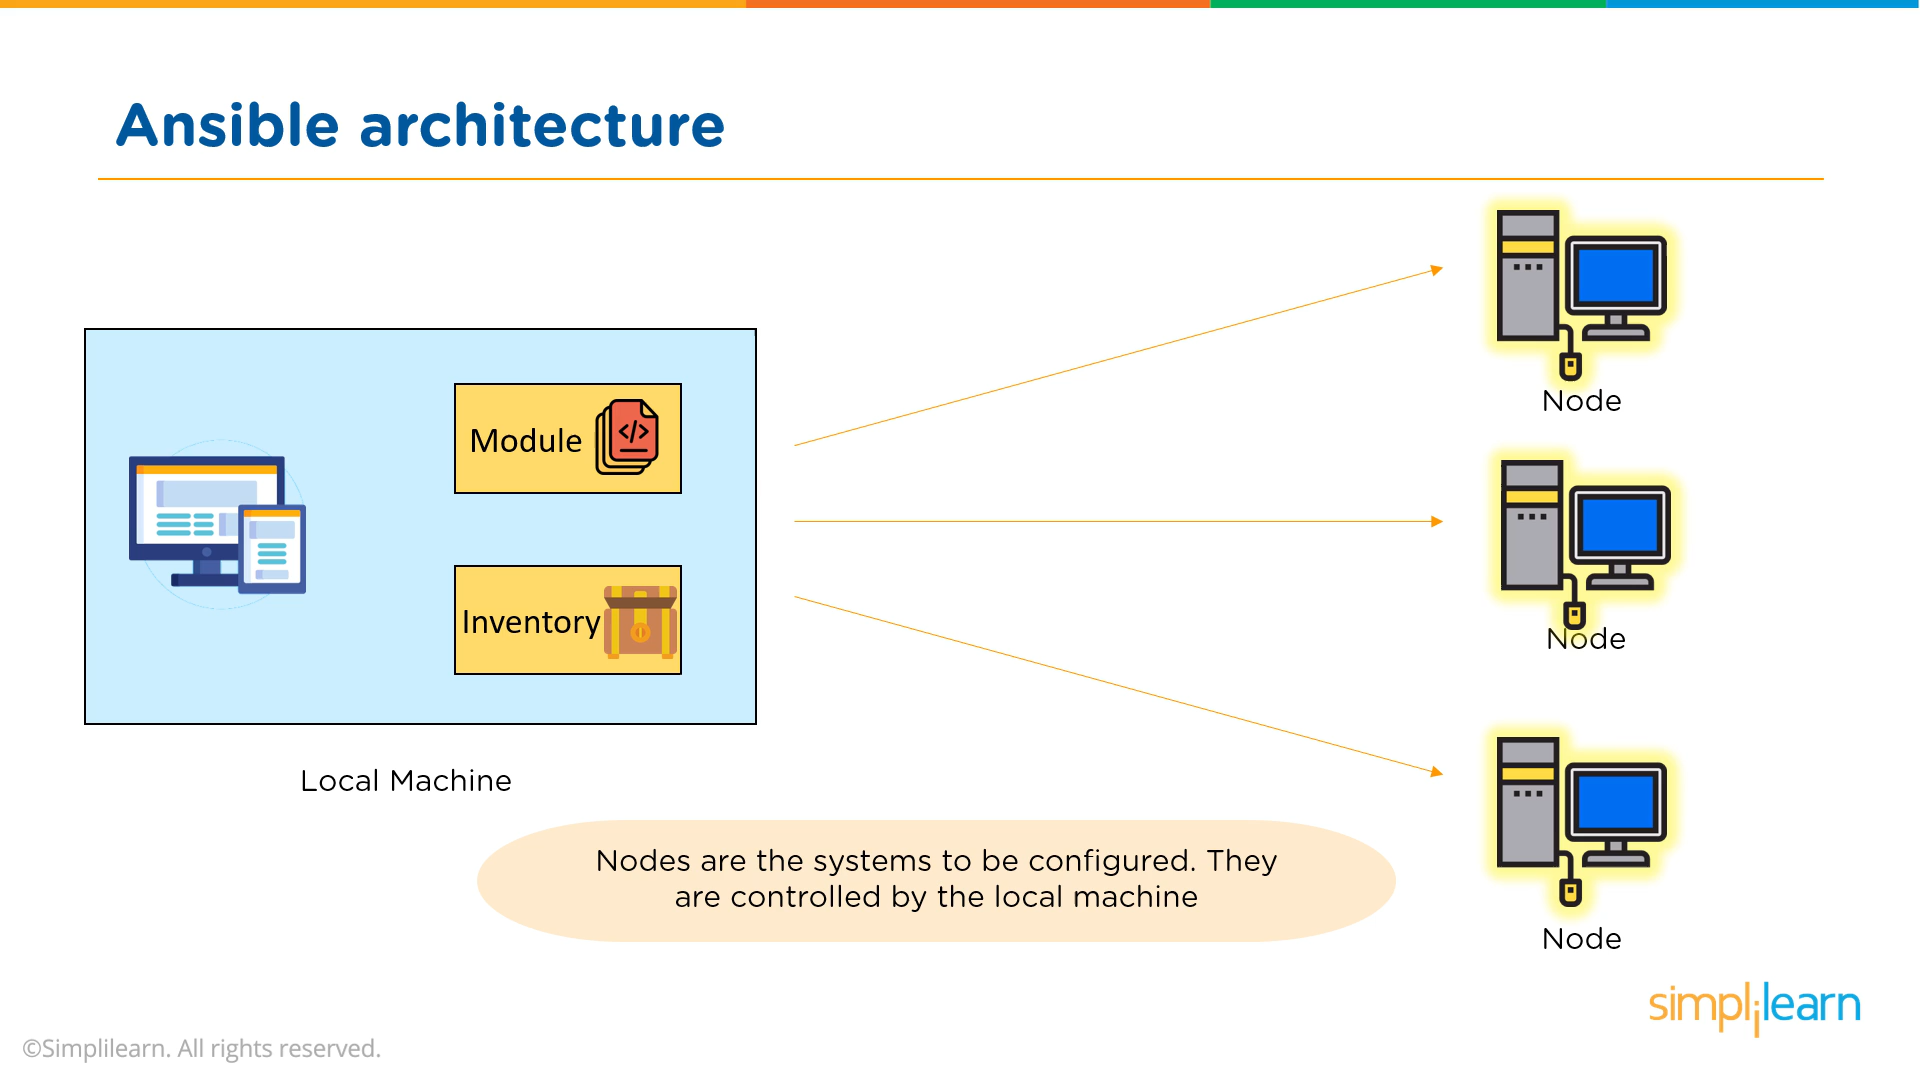 Ansible architecture
Node
Module
</>
Inventory
Node
Local Machine
Nodes are the systems to be configured. They
are controlled by the local machine
Node
simplilearn
©Simplilearn. All rights reserved.